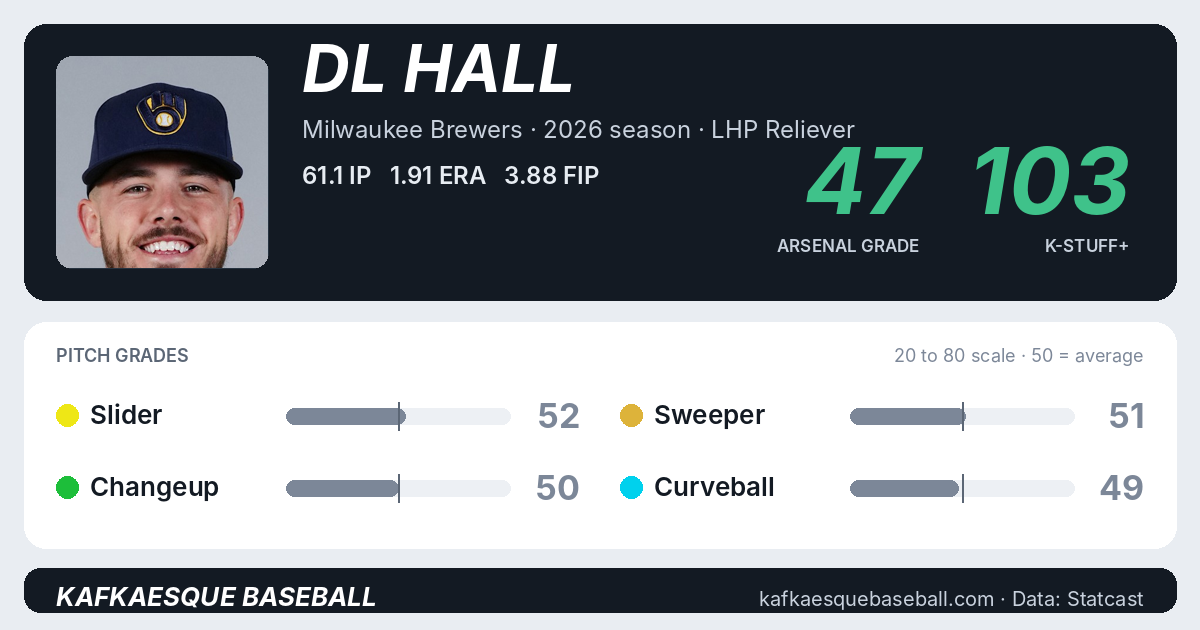 DL HALL
Milwaukee Brewers · 2026 season · LHP Reliever
61.1 IP 1.91 ERA 3.88 FIP
47 103
ARSENAL GRADE K-STUFF+
PITCH GRADES 20 to 80 scale · 50 = average
Slider 52 Sweeper 51
Changeup 50 Curveball 49
KAFKAESQUE BASEBALL kafkaesquebaseball.com · Data: Statcast